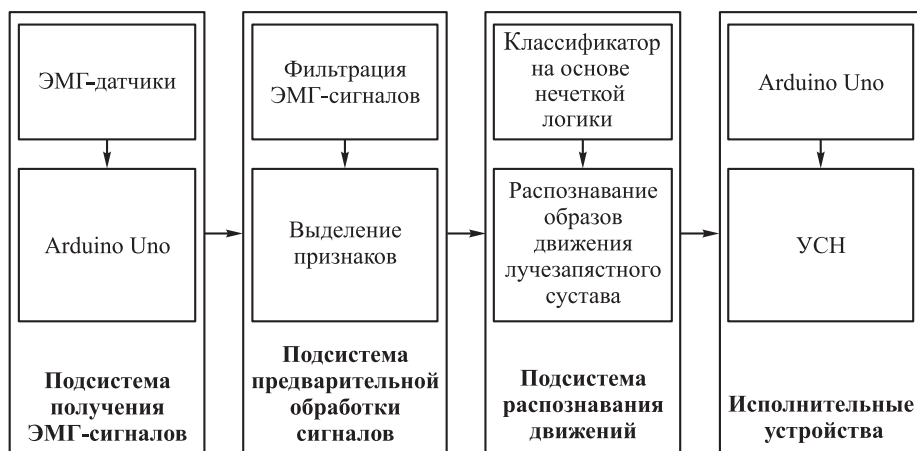 ЭМГ-датчики
Arduino Uno
Подсистема
получения
ЭМГ-сигналов
Фильтрация
ЭМГ-сигналов
Выделение
признаков
Подсистема
предварительной
обработки
сигналов
Классификатор
на основе
нечеткой
логики
Распознавание
образов
движения
лучезапястного
сустава
Подсистема
распознавания
движений
Arduino Uno
УСН
Исполнительные
устройства